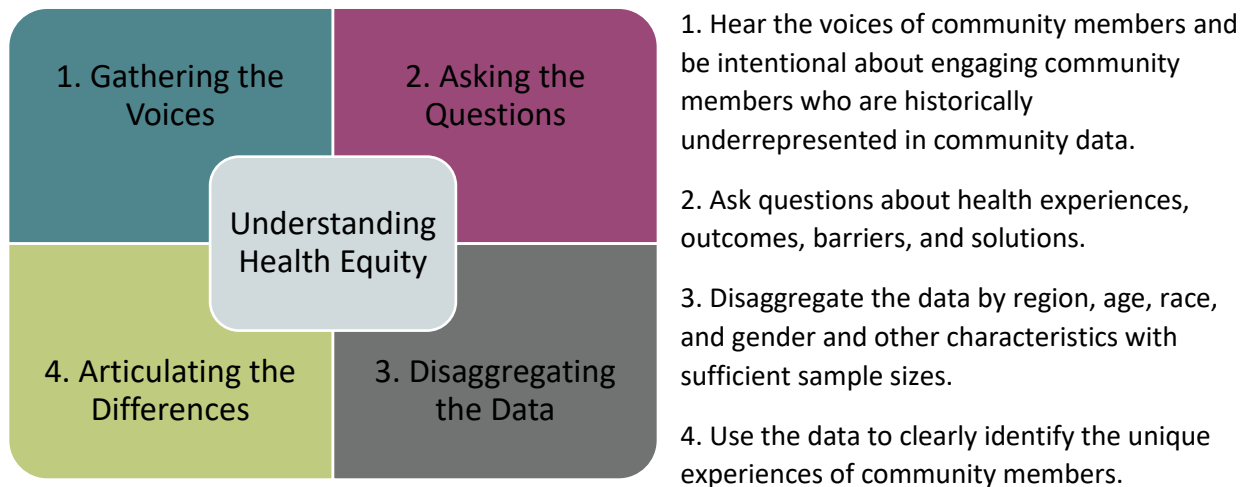 1. Gathering the
Voices
2. Asking the
Questions
Understanding
Health Equity
4. Articulating the
Differences
3. Disaggregating
the Data
1. Hear the voices of community members and
be intentional about engaging community
members who are historically
underrepresented in community data.
2. Ask questions about health experiences,
outcomes, barriers, and solutions.
3. Disaggregate the data by region, age, race,
and gender and other characteristics with
sufficient sample sizes.
4. Use the data to clearly identify the unique
experiences of community members.